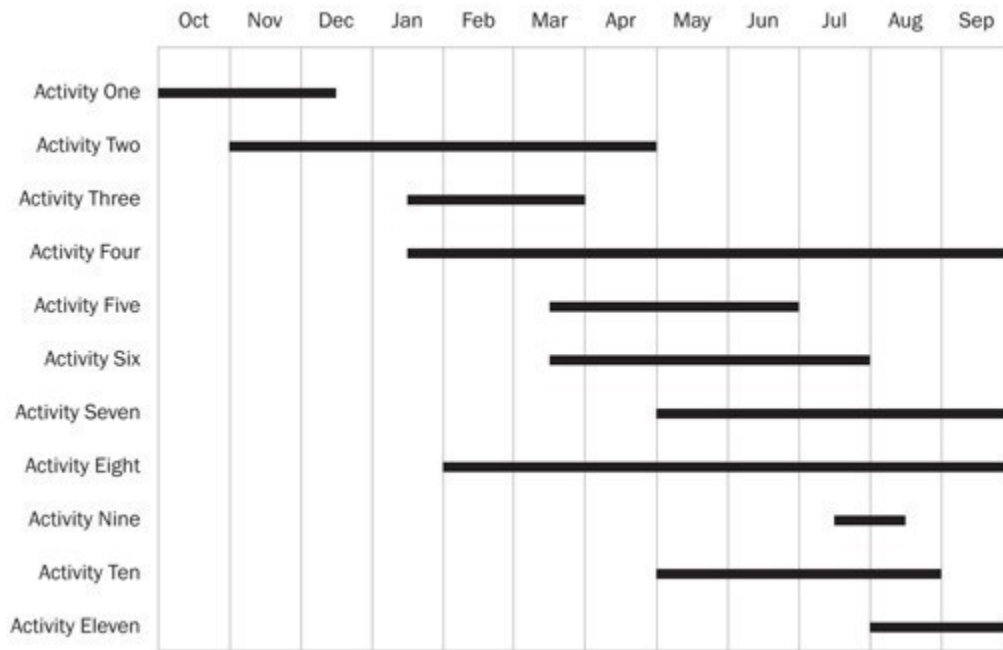 Oct Nov Dec Jan Feb Mar Apr May Jun Jul Aug Sep
Activity One
Activity Two
Activity Three
Activity Four
Activity Five
Activity Six
Activity Seven
Activity Eight
Activity Nine
Activity Ten
Activity Eleven